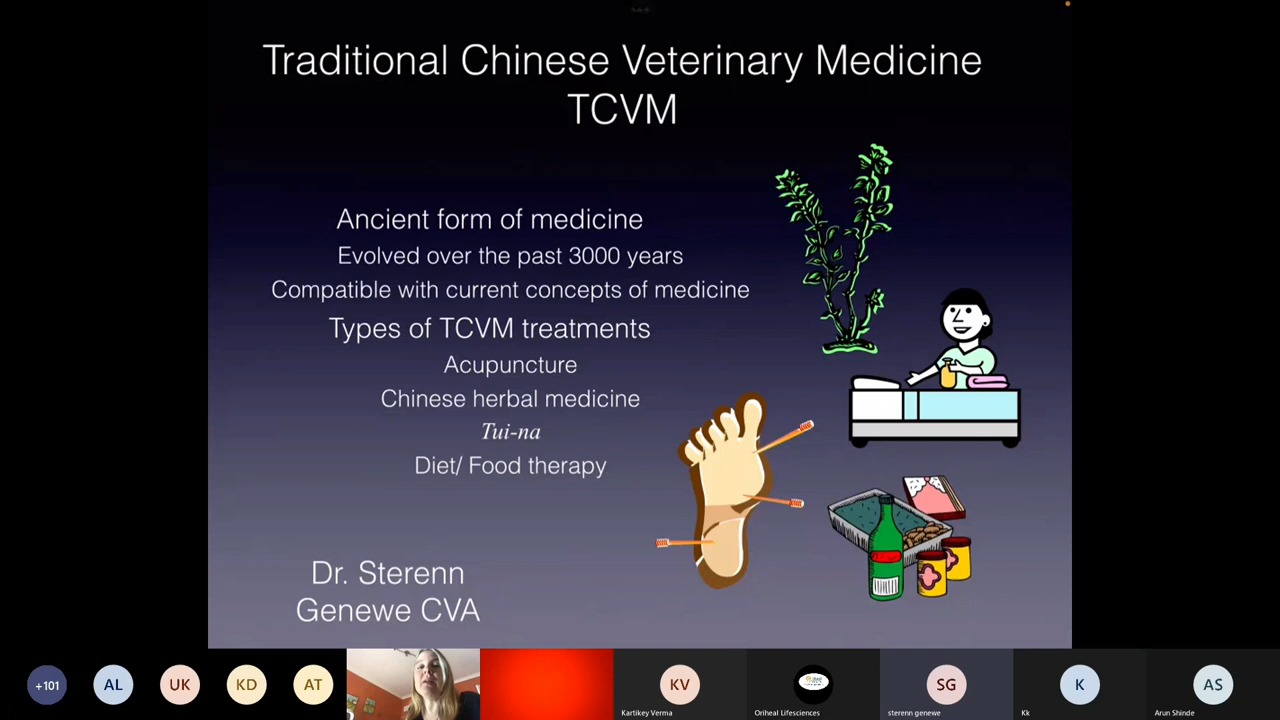 Traditional Chinese Veterinary Medicine
TCVM
Ancient form of medicine
Evolved over the past 3000 years
Compatible with current concepts of medicine
Types of TCVM treatments
Acupuncture
Chinese herbal medicine
Tui-na
Diet/ Food therapy
Dr. Sterenn
Genewe CVA
+101
AL
UK
KD
AT
KV
SG
K
AS
Kartikey Verma
Oriheal Lifesciences
sterenn genewe
Kk
Arun Shinde